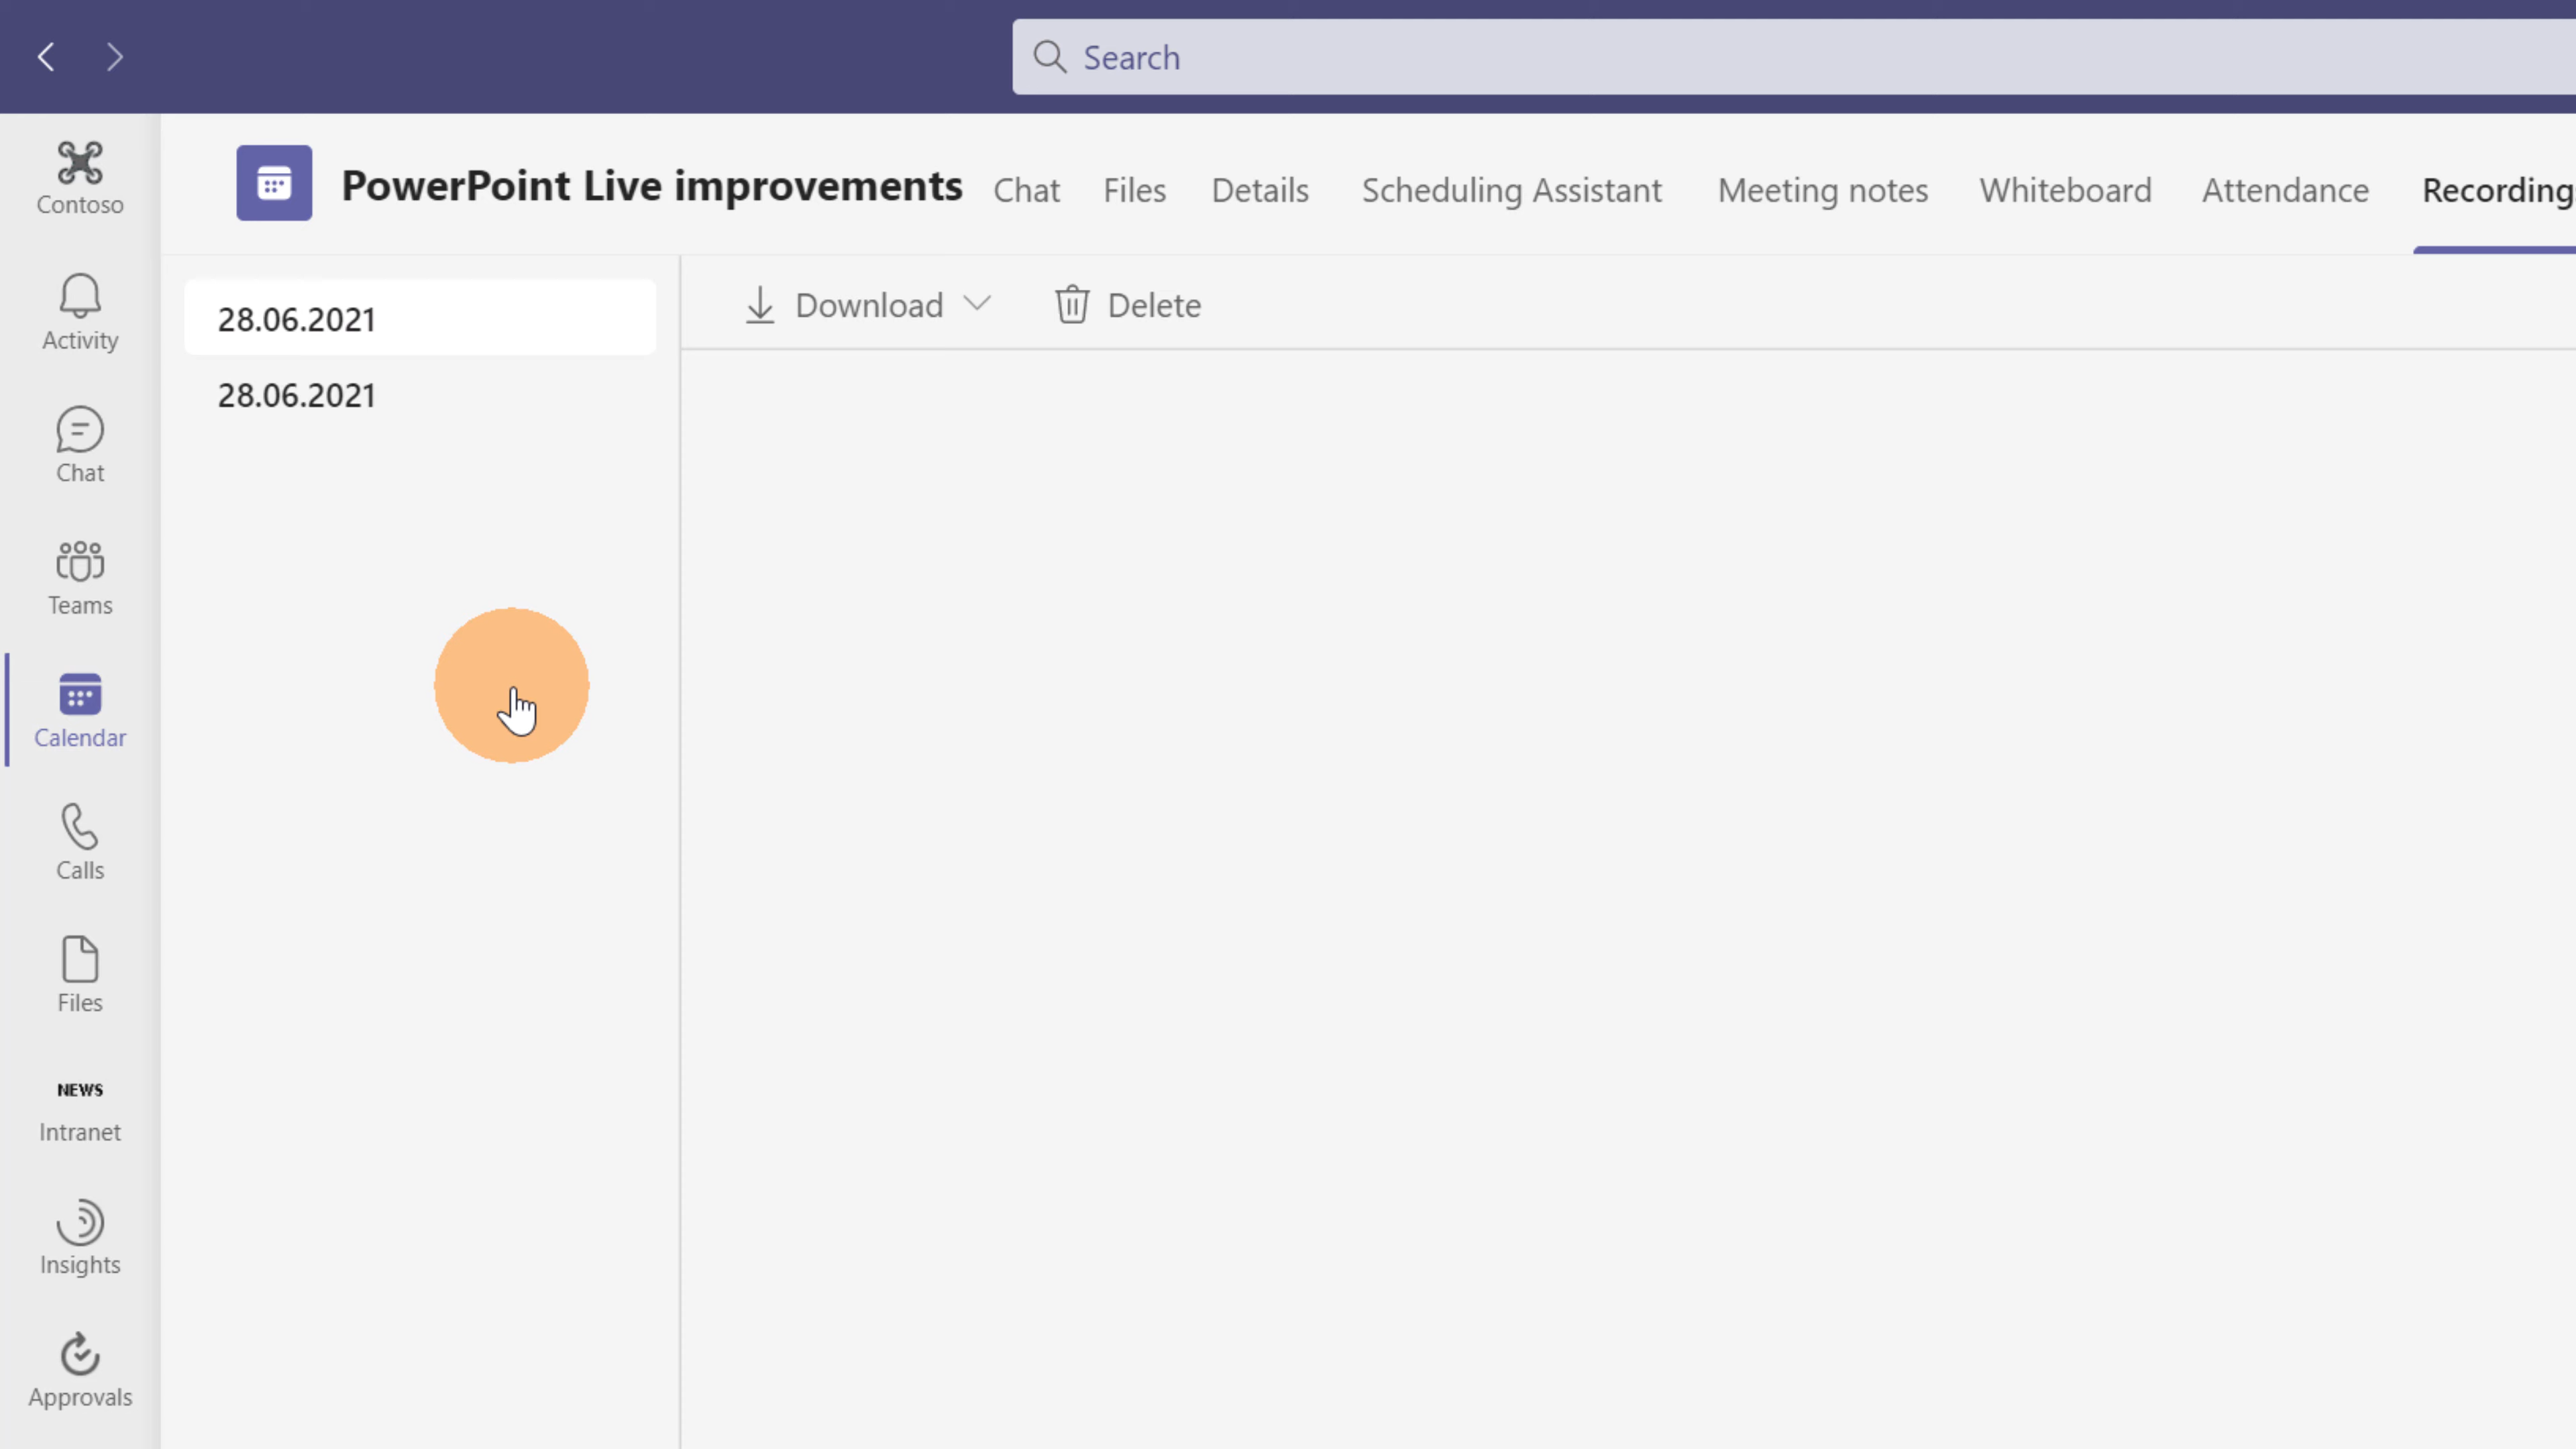 Search
Contoso
PowerPoint Live improvements Chat Files Details Scheduling Assistant Meeting notes Whiteboard Attendance Recording
Activity
Chat
Teams
Calendar
Calls
Files
NEWS
Intranet
Insights
Approvals
28.06.2021
28.06.2021
Download Delete